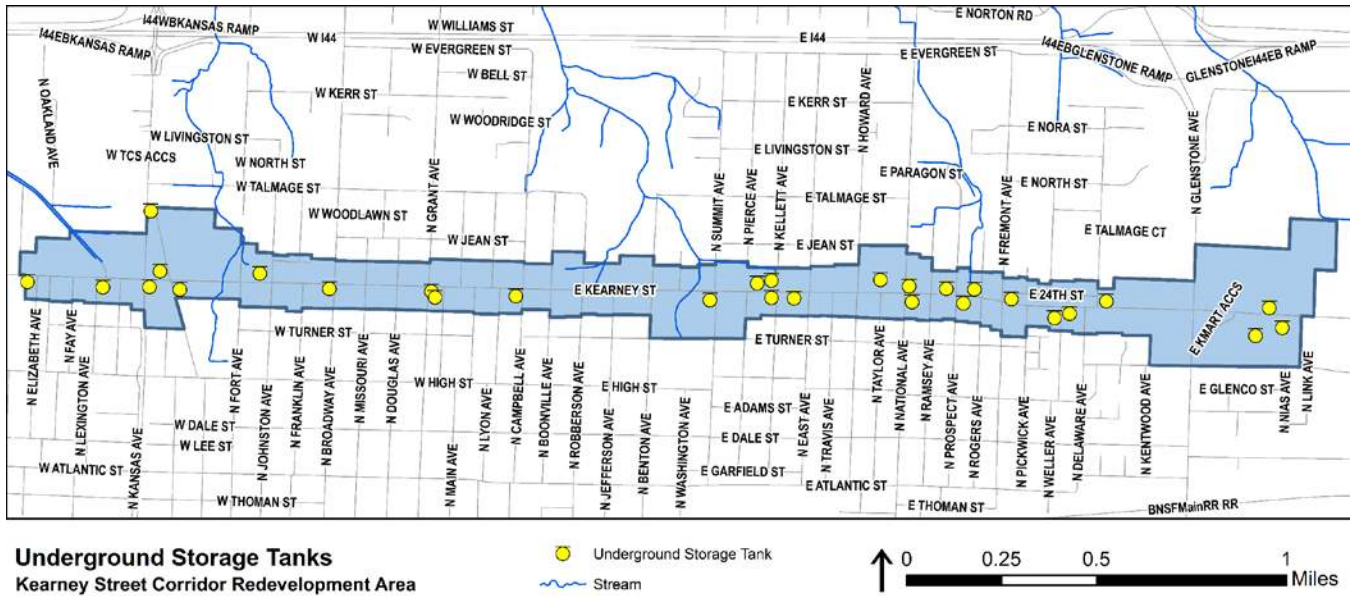 I44WBKANSAS RAMP
W WILLIAMS ST
E NORTON RD
I44EBKANSAS RAMP
W I44
E I44
W EVERGREEN ST
E EVERGREEN ST
I44EBGLENSTONE RAMP
GLENSTONEI44EB RAMP
W BELL ST
W KERR ST
E KERR ST
N OAKLAND AVE
N HOWARD AVE
W WOODRIDGE ST
W LIVINGSTON ST
E NORA ST
N GLENSTONE AVE
E LIVINGSTON ST
W TCS ACCS
W NORTH ST
E PARAGON ST
E NORTH ST
W TALMAGE ST
E TALMAGE ST
N GRANT AVE
N SUMMIT AVE
N PIERCE AVE
N KELLETT AVE
N FREMONT AVE
W WOODLAWN ST
E TALMAGE CT
W JEAN ST
E JEAN ST
E KEARNEY ST
E 24TH ST
E KMART ACCS
W TURNER ST
E TURNER ST
N ELIZABETH AVE
N FAY AVE
N LEXINGTON AVE
N KANSAS AVE
N FORT AVE
N JOHNSTON AVE
N FRANKLIN AVE
N BROADWAY AVE
N MISSOURI AVE
N DOUGLAS AVE
W HIGH ST
N MAIN AVE
N LYON AVE
N CAMPBELL AVE
N BOONVILLE AVE
N ROBBERSON AVE
E HIGH ST
N JEFFERSON AVE
N BENTON AVE
N WASHINGTON AVE
N EAST AVE
N TRAVIS AVE
N TAYLOR AVE
N NATIONAL AVE
N RAMSEY AVE
N PROSPECT AVE
N ROGERS AVE
N PICKWICK AVE
N WELLER AVE
N DELAWARE AVE
N KENTWOOD AVE
E GLENCO ST
N NIAS AVE
N LINK AVE
E ADAMS ST
W DALE ST
E DALE ST
W LEE ST
W ATLANTIC ST
E GARFIELD ST
E ATLANTIC ST
W THOMAN ST
E THOMAN ST
BNSFMainRR RR
Underground Storage Tanks
Kearney Street Corridor Redevelopment Area
Underground Storage Tank
Stream
0 0.25 0.5 1
Miles